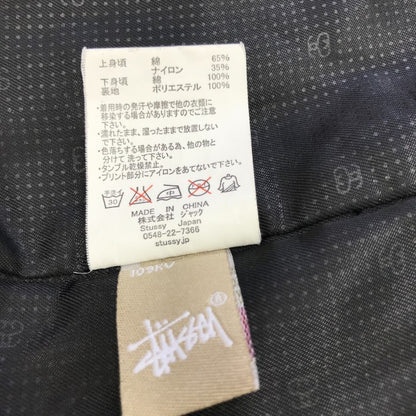 上身頃 綿 65%
ナイロン 35%
下身頃 綿 100%
裏地 ポリエステル 100%
・着用時の発汗や摩擦で他の衣類に
移染する場合がありますのでご注意
下さい。
・濡れたまま、湿ったままで放置しない
で下さい。
・色落ちする場合がある為、他の物と
分けて洗って下さい。
・タンブル乾燥禁止。
・プリント部分にアイロンをあてないで下さい。
手洗イ
30
MADE IN CHINA
株式会社 ジャック
Stussy Japan
0548-22-7366
stussy.jp
Stüssy
®